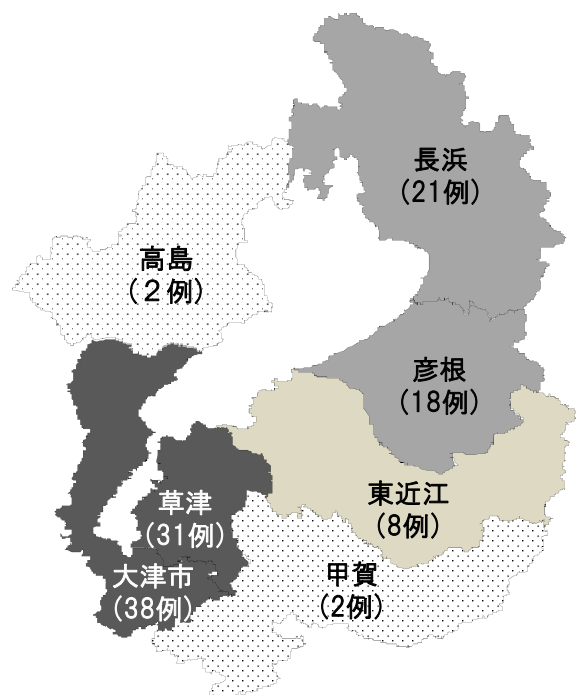 長浜
(21例)
高島
(２例)
彦根
(18例)
東近江
(8例)
草津
(31例)
大津市
(38例)
甲賀
(2例)